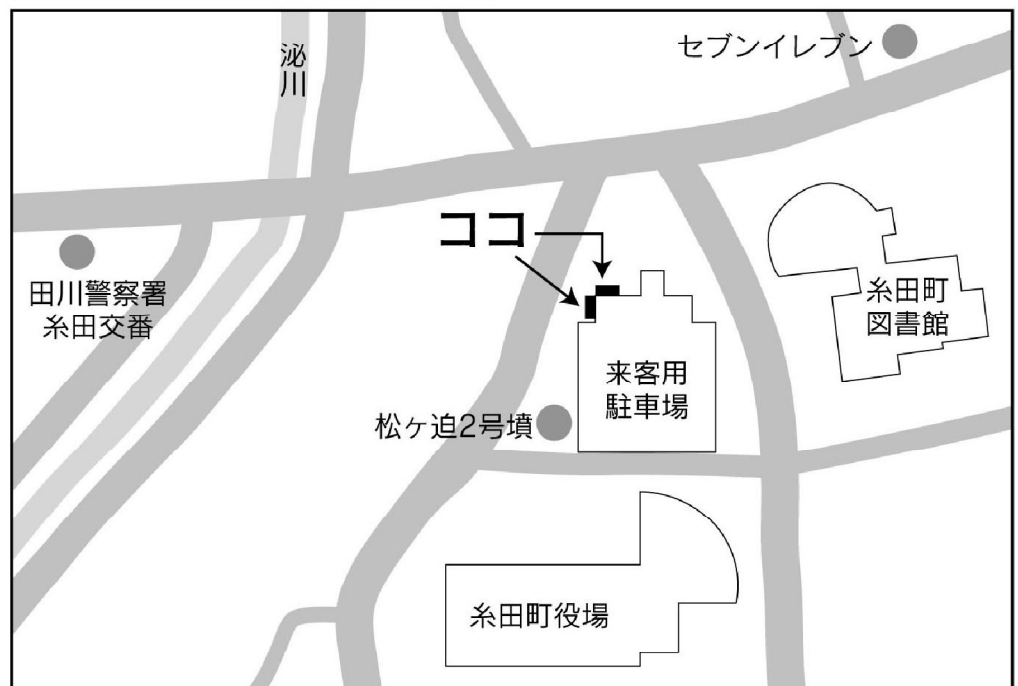 セブンイレブン
泌川
ココ
田川警察署
糸田交番
糸田町
図書館
来客用
駐車場
松ヶ迫2号墳
糸田町役場